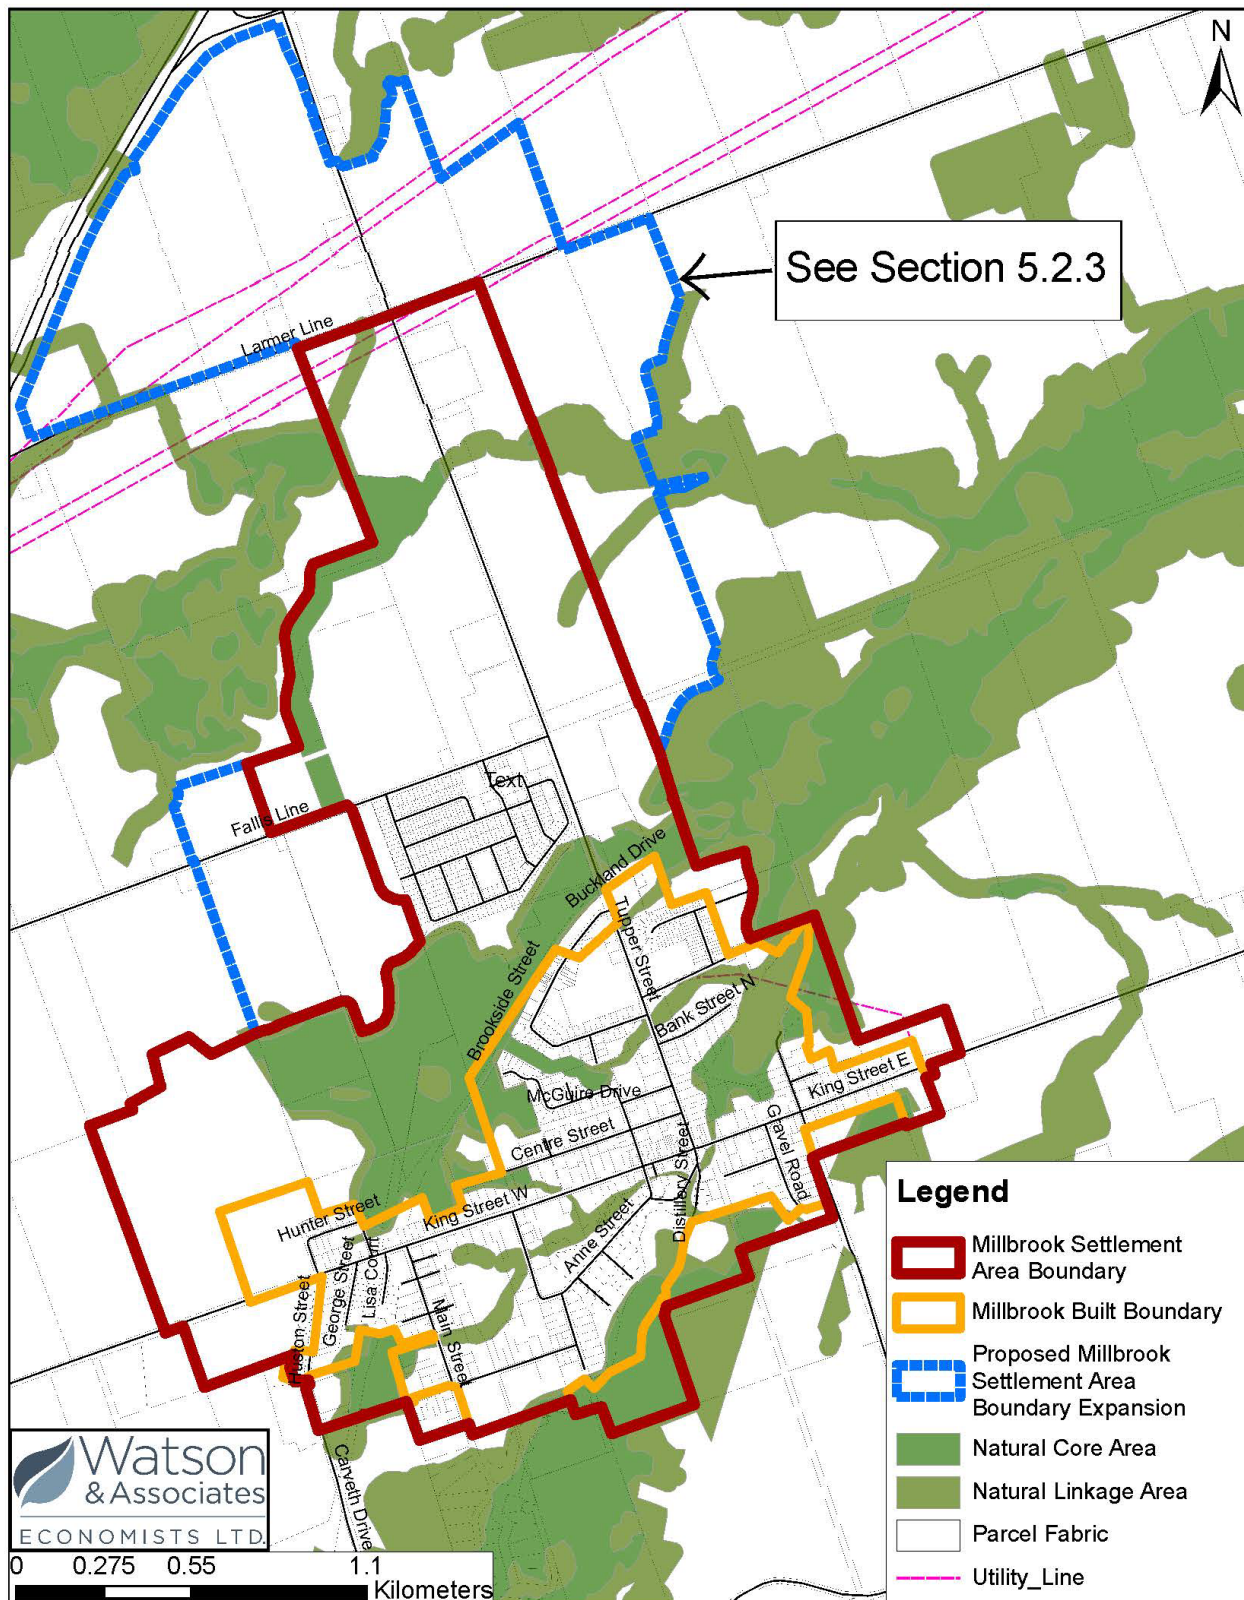 N
See Section 5.2.3
Larmer Line
Text
Fallis Line
Buckland Drive
Tupper Street
Brookside Street
Bank Street N
McGuire Drive
King Street E
Centre Street
Gravel Road
Distillery Street
King Street W
Hunter Street
Anne Street
George Street
Lisa Court
Huston Street
Main Street
Carveth Drive
Legend
Millbrook Settlement
Area Boundary
Millbrook Built Boundary
Proposed Millbrook
Settlement Area
Boundary Expansion
Natural Core Area
Natural Linkage Area
Parcel Fabric
Utility_Line
Watson
& Associates
ECONOMISTS LTD.
0 0.275 0.55 1.1
Kilometers